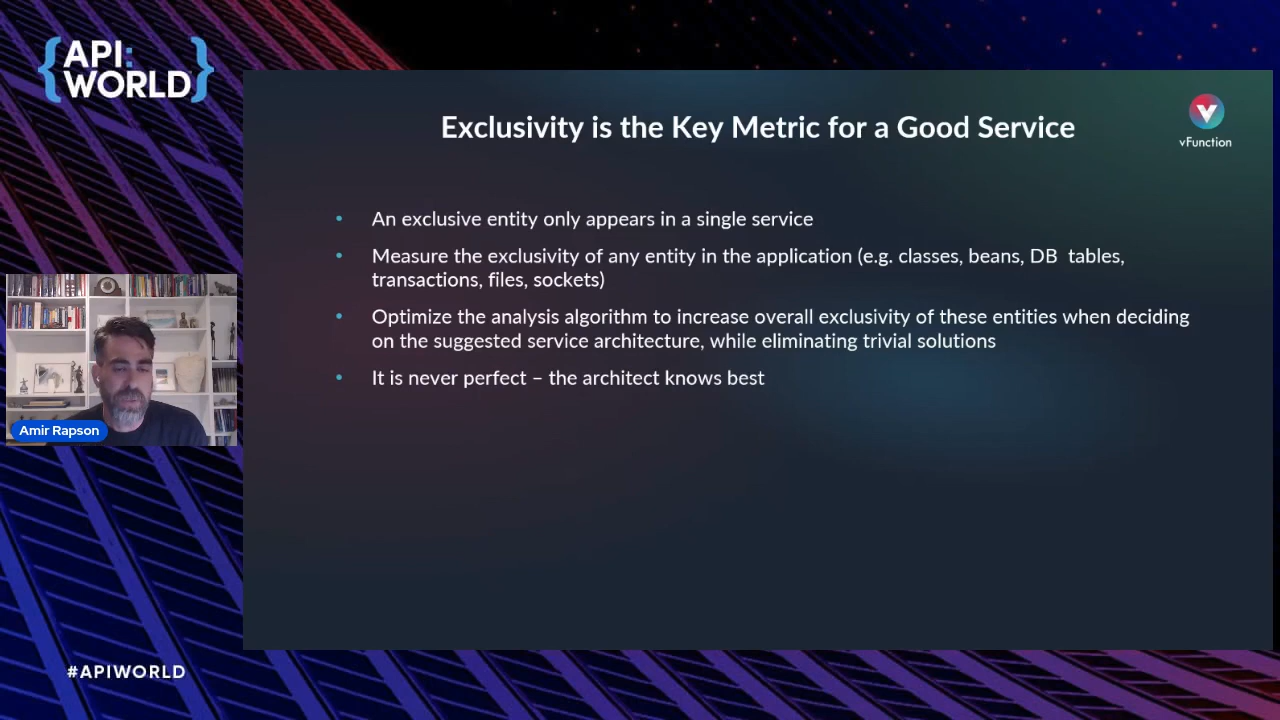 {API:
WORLD}
Exclusivity is the Key Metric for a Good Service
vFunction
• An exclusive entity only appears in a single service
• Measure the exclusivity of any entity in the application (e.g. classes, beans, DB  tables,
transactions, files, sockets)
• Optimize the analysis algorithm to increase overall exclusivity of these entities when deciding
on the suggested service architecture, while eliminating trivial solutions
• It is never perfect – the architect knows best
Amir Rapson
#APIWORLD